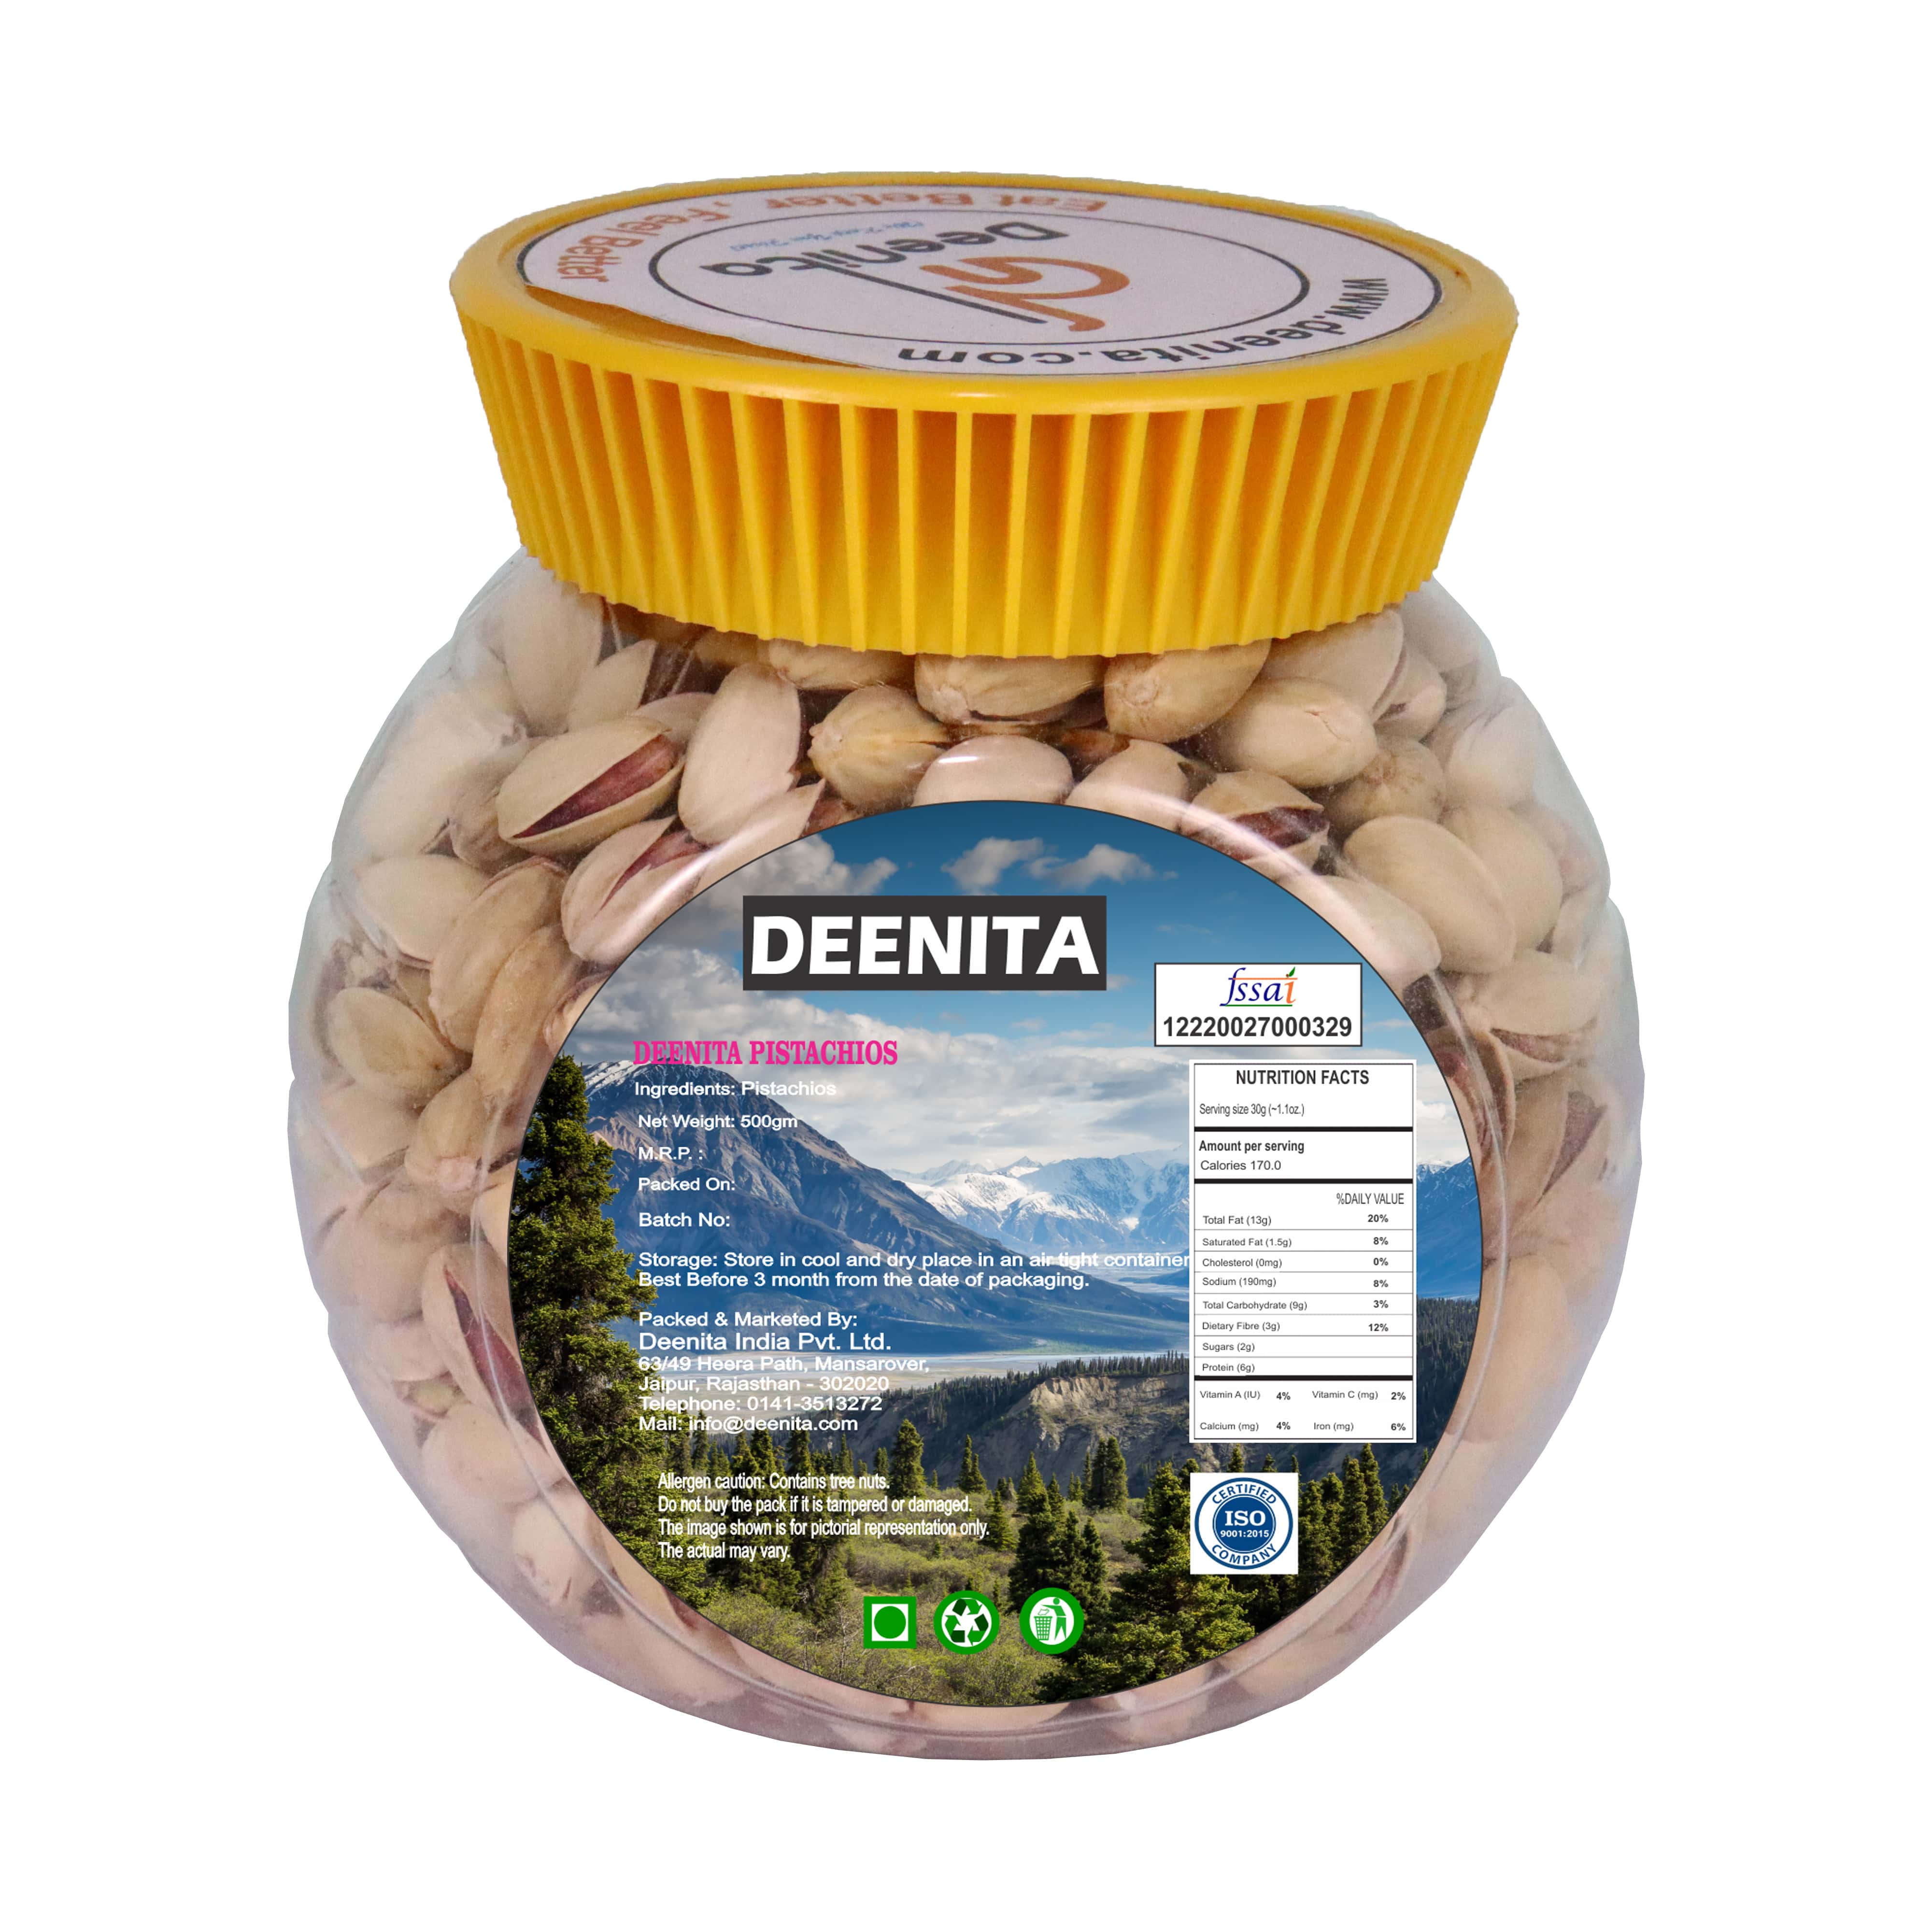 Eat Better , Feel Better
Deenita
www.deenita.com
DEENITA
fssai
12220027000329
DEENITA PISTACHIOS
Ingredients: Pistachios
Net Weight: 500gm
M.R.P. :
Packed On:
Batch No:
Storage: Store in cool and dry place in an air tight container
Best Before 3 month from the date of packaging.
Packed & Marketed By:
Deenita India Pvt. Ltd.
63/49 Heera Path, Mansarover,
Jaipur, Rajasthan - 302020
Telephone: 0141-3513272
Mail: info@deenita.com
Allergen caution: Contains tree nuts.
Do not buy the pack if it is tampered or damaged.
The image shown is for pictorial representation only.
The actual may vary.
NUTRITION FACTS
Serving size 30g (~1.1oz.)
Amount per serving
Calories 170.0
%DAILY VALUE
Total Fat (13g) 20%
Saturated Fat (1.5g) 8%
Cholesterol (0mg) 0%
Sodium (190mg) 8%
Total Carbohydrate (9g) 3%
Dietary Fibre (3g) 12%
Sugars (2g)
Protein (6g)
Vitamin A (IU) 4% Vitamin C (mg) 2%
Calcium (mg) 4% Iron (mg) 6%
CERTIFIED
ISO
9001:2015
COMPANY